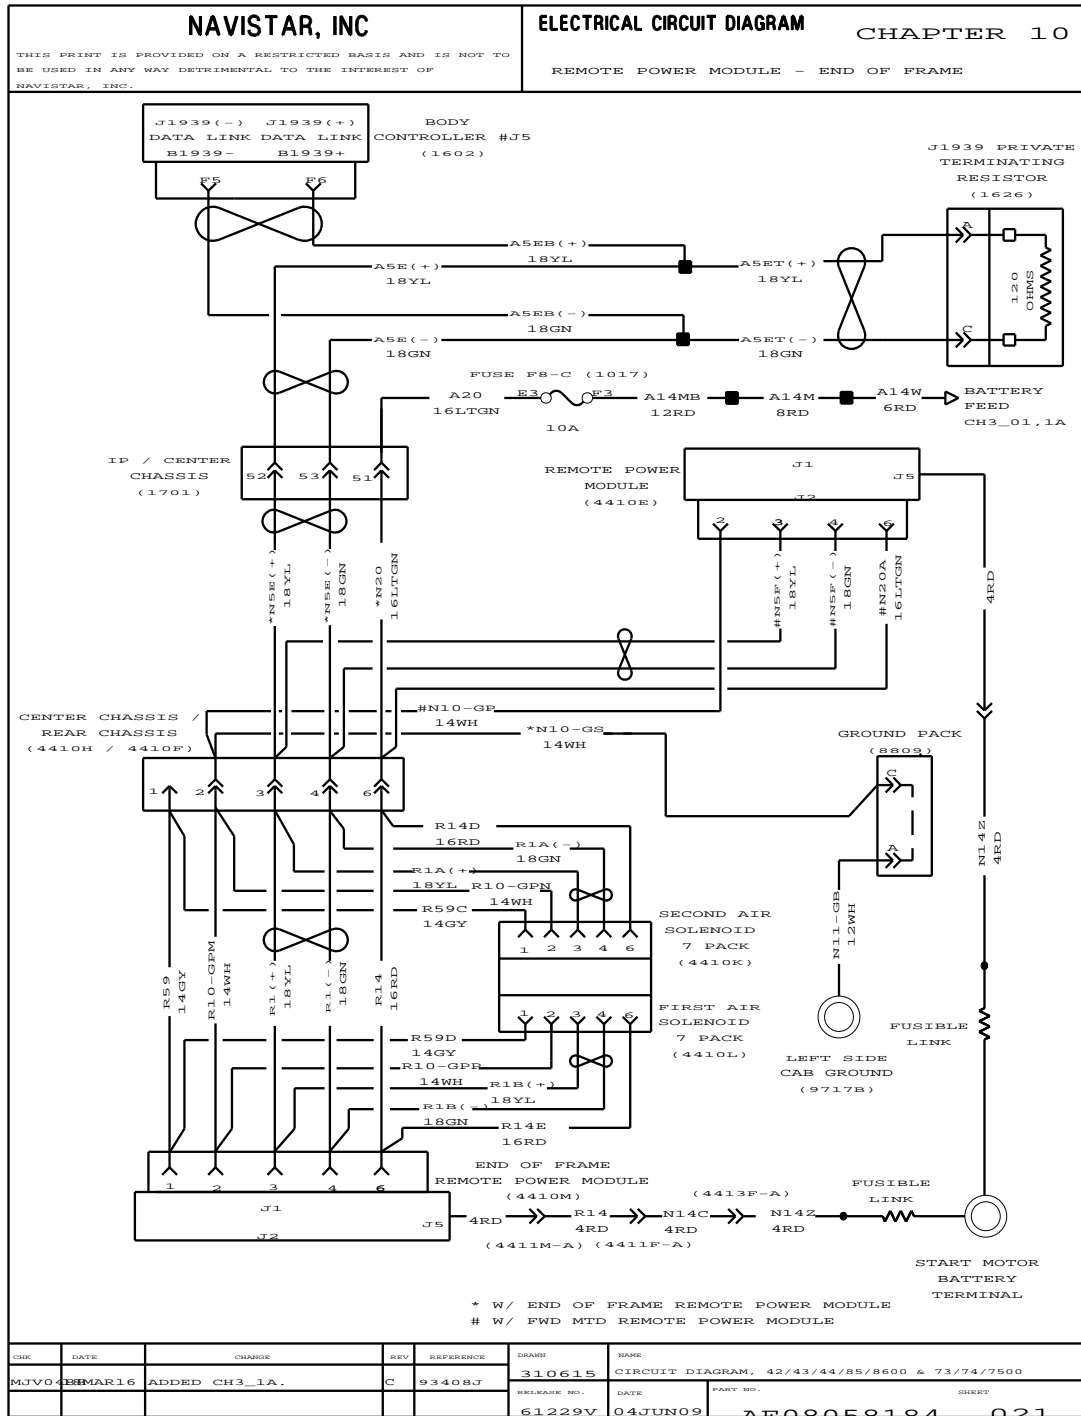 NAVISTAR, INC
THIS PRINT IS PROVIDED ON A RESTRICTED BASIS AND IS NOT TO
BE USED IN ANY WAY DETRIMENTAL TO THE INTEREST OF
NAVISTAR, INC.
ELECTRICAL CIRCUIT DIAGRAM
CHAPTER 10
REMOTE POWER MODULE - END OF FRAME
J1939(-) J1939(+)
DATA LINK DATA LINK
B1939- B1939+
F5 F6
BODY
CONTROLLER #J5
(1602)
J1939 PRIVATE
TERMINATING
RESISTOR
(1626)
A
120
OHMS
C
A5EB(+)
18YL
A5E(+)
18YL
A5ET(+)
18YL
A5EB(-)
18GN
A5E(-)
18GN
A5ET(-)
18GN
FUSE F8-C (1017)
A20
16LTGN
E3 F3
10A
A14MB
12RD
A14M
8RD
A14W
6RD
BATTERY
FEED
CH3_01,1A
IP / CENTER
CHASSIS
(1701)
52 53 51
REMOTE POWER
MODULE
(4410E)
J1
J5
J2
2 3 4 6
*N5E(+)
18YL
*N5E(-)
18GN
*N20
16LTGN
#N5F(+)
18YL
#N5F(-)
18GN
#N20A
16LTGN
4RD
#N10-GP
14WH
*N10-GS
14WH
CENTER CHASSIS /
REAR CHASSIS
(4410H / 4410F)
1 2 3 4 6
GROUND PACK
(8809)
C
A
N14Z
4RD
N11-GB
12WH
R14D
16RD
R1A(-)
18GN
R1A(+)
18YL
R10-GPN
14WH
R59C
14GY
SECOND AIR
SOLENOID
7 PACK
(4410K)
1 2 3 4 6
R59
14GY
R10-GPM
14WH
R1(+)
18YL
R1(-)
18GN
R14
16RD
1 2 3 4 6
FIRST AIR
SOLENOID
7 PACK
(4410L)
LEFT SIDE
CAB GROUND
(9717B)
FUSIBLE
LINK
R59D
14GY
R10-GPR
14WH
R1B(+)
18YL
R1B(-)
18GN
R14E
16RD
1 2 3 4 6
J1
J5
J2
END OF FRAME
REMOTE POWER MODULE
(4410M)
4RD
(4411M-A)
R14
4RD
(4411F-A)
N14C
4RD
(4413F-A)
N14Z
4RD
FUSIBLE
LINK
START MOTOR
BATTERY
TERMINAL
* W/ END OF FRAME REMOTE POWER MODULE
# W/ FWD MTD REMOTE POWER MODULE
CHK DATE CHANGE REV REFERENCE
ADDED CH3_1A. C 93408J
DRAWN
310615
NAME
CIRCUIT DIAGRAM, 42/43/44/85/8600 & 73/74/7500
RELEASE NO.
61229V
DATE
04JUN09
PART NO.
SHEET
AE08058184 021